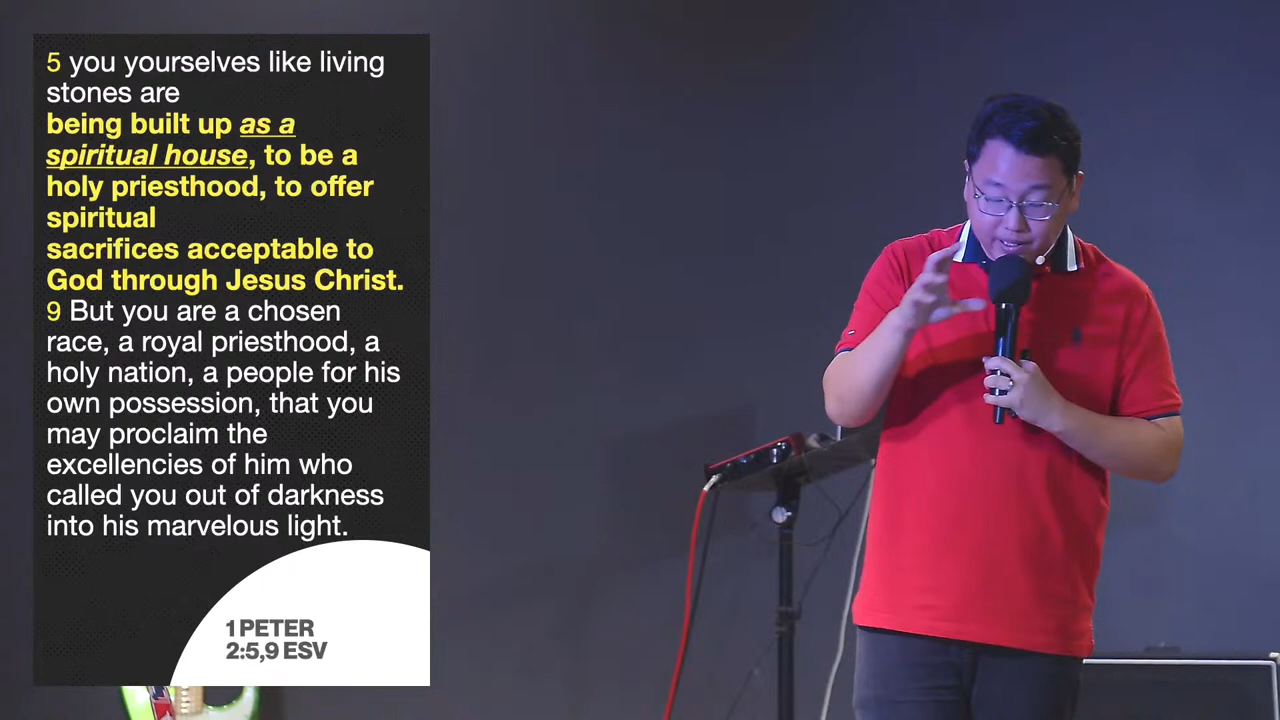 5 you yourselves like living
stones are
being built up as a
spiritual house, to be a
holy priesthood, to offer
spiritual
sacrifices acceptable to
God through Jesus Christ.
9 But you are a chosen
race, a royal priesthood, a
holy nation, a people for his
own possession, that you
may proclaim the
excellencies of him who
called you out of darkness
into his marvelous light.
1 PETER
2:5,9 ESV